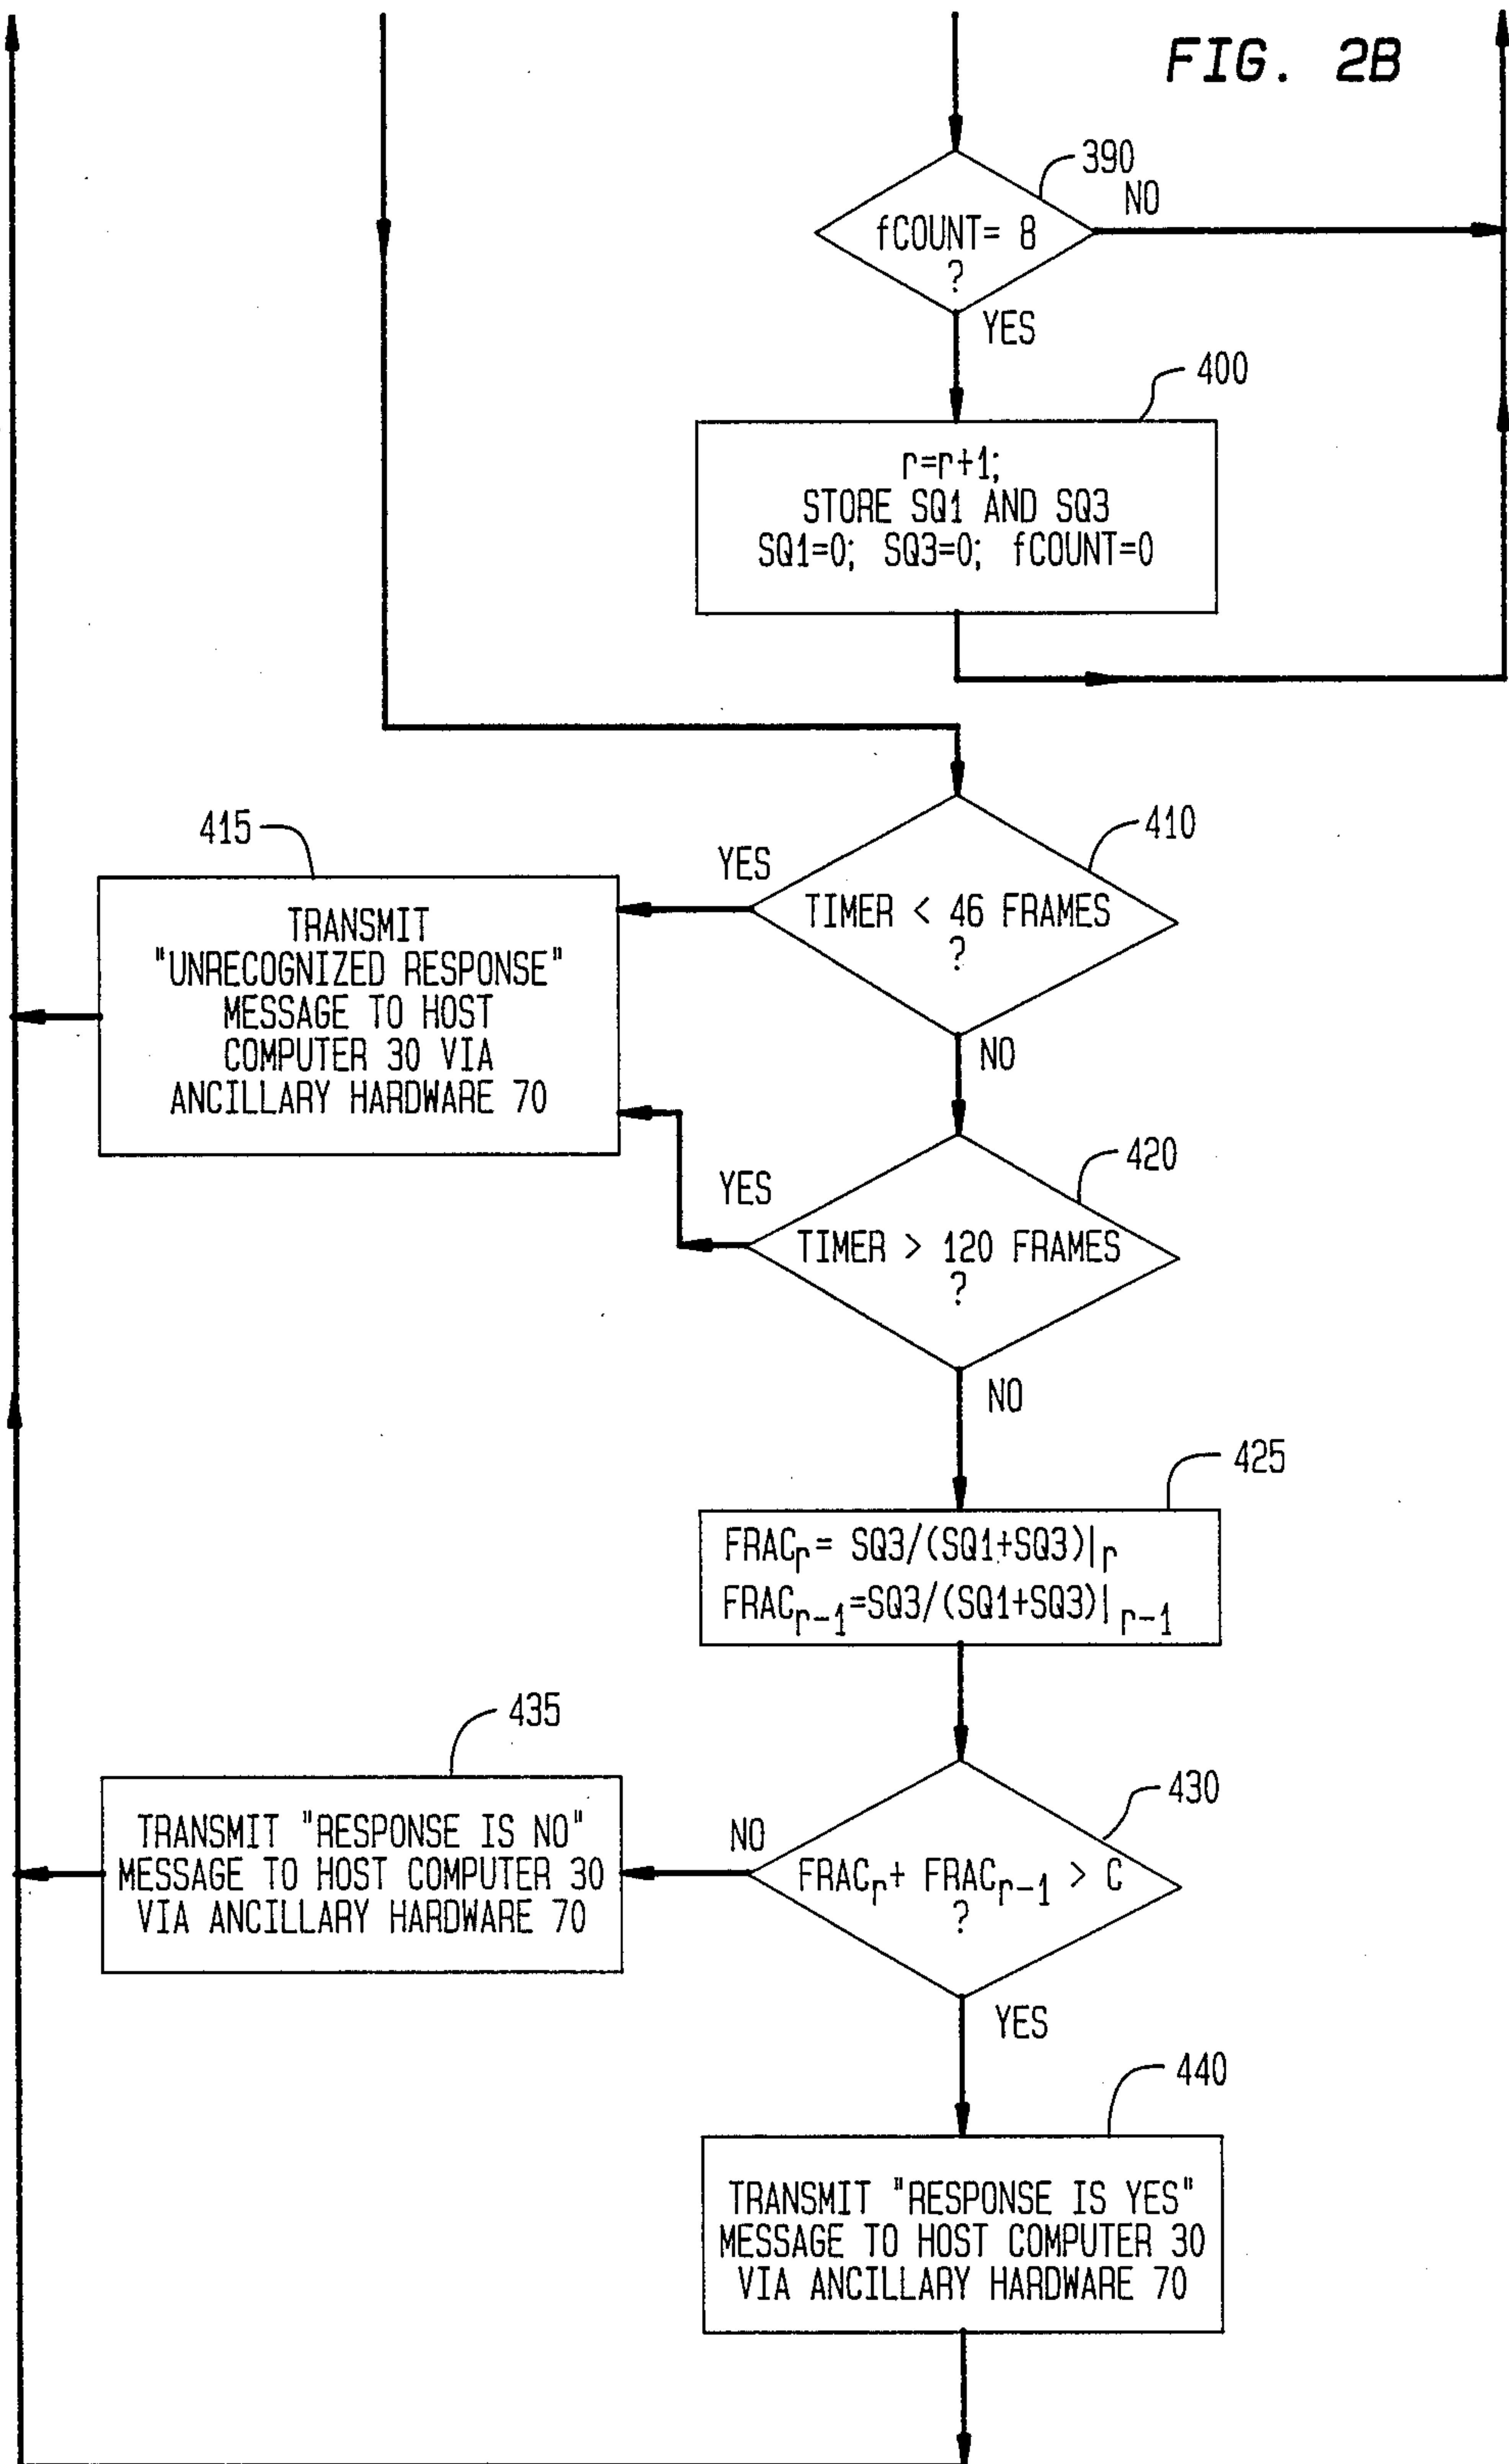 FIG. 2B
390
NO
fCOUNT= 8
?
YES
400
r=r+1;
STORE SQ1 AND SQ3
SQ1=0; SQ3=0; fCOUNT=0
415
410
YES
TIMER < 46 FRAMES
?
TRANSMIT
"UNRECOGNIZED RESPONSE"
MESSAGE TO HOST
COMPUTER 30 VIA
ANCILLARY HARDWARE 70
NO
420
YES
TIMER > 120 FRAMES
?
NO
425
FRACr= SQ3/(SQ1+SQ3)|r
FRACr-1=SQ3/(SQ1+SQ3)|r-1
435
430
NO
FRACr+ FRACr-1 > C
?
TRANSMIT "RESPONSE IS NO"
MESSAGE TO HOST COMPUTER 30
VIA ANCILLARY HARDWARE 70
YES
440
TRANSMIT "RESPONSE IS YES"
MESSAGE TO HOST COMPUTER 30
VIA ANCILLARY HARDWARE 70